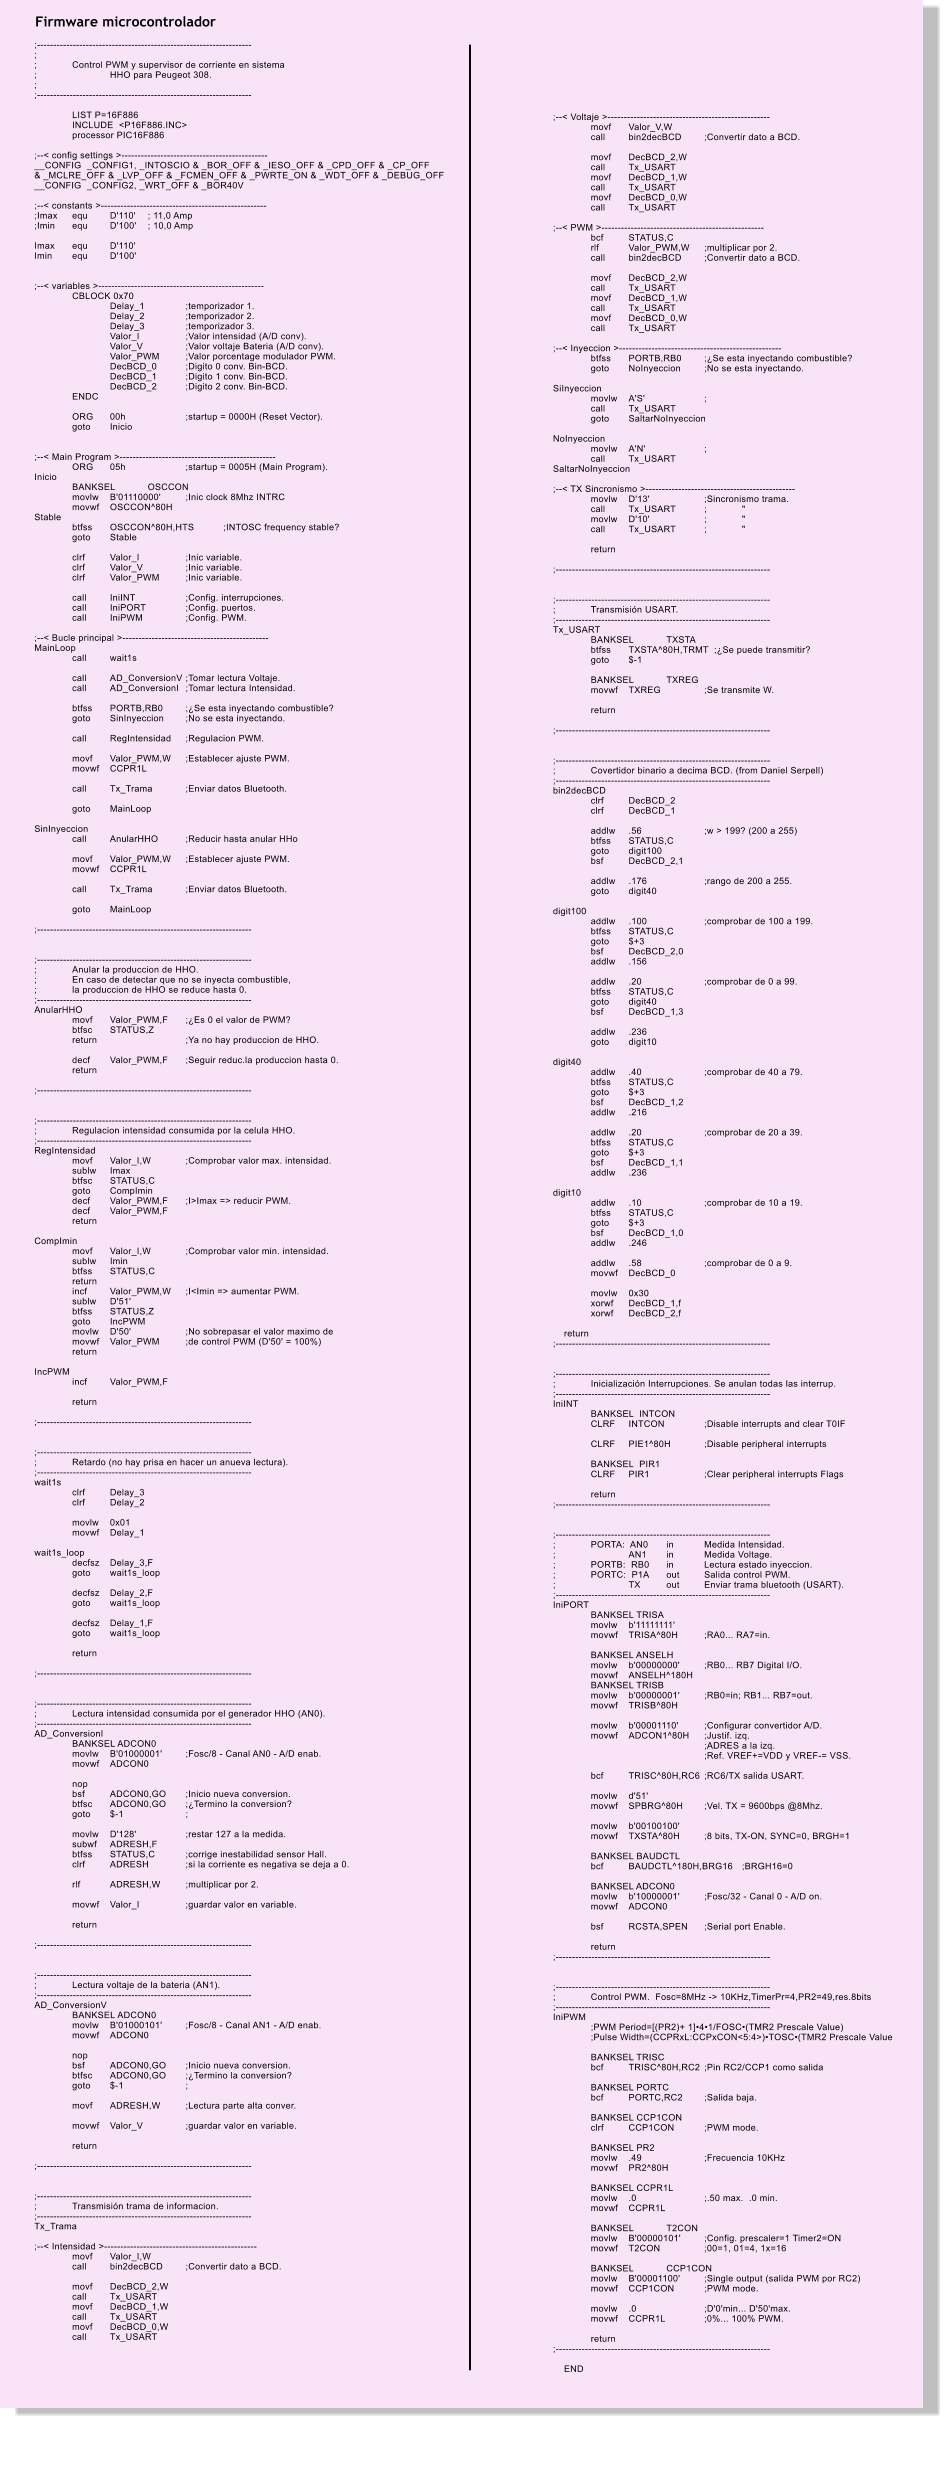 Firmware microcontrolador
;------------------------------------------------------------------
;
;	Control PWM y supervisor de corriente en sistema
;		HHO para Peugeot 308.
;
;------------------------------------------------------------------
	LIST P=16F886
	INCLUDE <P16F886.INC>
	processor PIC16F886
;--< config settings >---------------------------------------------
__CONFIG _CONFIG1, _INTOSCIO & _BOR_OFF & _IESO_OFF & _CPD_OFF & _CP_OFF
& _MCLRE_OFF & _LVP_OFF & _FCMEN_OFF & _PWRTE_ON & _WDT_OFF & _DEBUG_OFF
__CONFIG _CONFIG2, _WRT_OFF & _BOR40V
;--< constants >---------------------------------------------------
;Imax	equ	D'110'	; 11,0 Amp
;Imin	equ	D'100'	; 10,0 Amp
Imax	equ	D'110'
Imin	equ	D'100'
;--< variables >---------------------------------------------------
	CBLOCK 0x70
		Delay_1	;temporizador 1.
		Delay_2	;temporizador 2.
		Delay_3	;temporizador 3.
		Valor_I	;Valor intensidad (A/D conv).
		Valor_V	;Valor voltaje Bateria (A/D conv).
		Valor_PWM	;Valor porcentage modulador PWM.
		DecBCD_0	;Digito 0 conv. Bin-BCD.
		DecBCD_1	;Digito 1 conv. Bin-BCD.
		DecBCD_2	;Digito 2 conv. Bin-BCD.
	ENDC
	ORG	00h	;startup = 0000H (Reset Vector).
	goto	Inicio
;--< Main Program >------------------------------------------------
	ORG	05h	;startup = 0005H (Main Program).
Inicio
	BANKSEL	OSCCON
	movlw	B'01110000'	;Inic clock 8Mhz INTRC
	movwf	OSCCON^80H
Stable
	btfss	OSCCON^80H,HTS	;INTOSC frequency stable?
	goto	Stable
	clrf	Valor_I	;Inic variable.
	clrf	Valor_V	;Inic variable.
	clrf	Valor_PWM	;Inic variable.
	call	IniINT	;Config. interrupciones.
	call	IniPORT	;Config. puertos.
	call	IniPWM	;Config. PWM.
;--< Bucle principal >---------------------------------------------
MainLoop
	call	wait1s
	call	AD_ConversionV	;Tomar lectura Voltaje.
	call	AD_ConversionI	;Tomar lectura Intensidad.
	btfss	PORTB,RB0	;¿Se esta inyectando combustible?
	goto	SinInyeccion	;No se esta inyectando.
	call	RegIntensidad	;Regulacion PWM.
	movf	Valor_PWM,W	;Establecer ajuste PWM.
	movwf	CCPR1L
	call	Tx_Trama	;Enviar datos Bluetooth.
	goto	MainLoop
SinInyeccion
	call	AnularHHO	;Reducir hasta anular HHo
	movf	Valor_PWM,W	;Establecer ajuste PWM.
	movwf	CCPR1L
	call	Tx_Trama	;Enviar datos Bluetooth.
	goto	MainLoop
;------------------------------------------------------------------
;------------------------------------------------------------------
;	Anular la produccion de HHO.
;	En caso de detectar que no se inyecta combustible,
;	la produccion de HHO se reduce hasta 0.
;------------------------------------------------------------------
AnularHHO
	movf	Valor_PWM,F	;¿Es 0 el valor de PWM?
	btfsc	STATUS,Z
	return	;Ya no hay produccion de HHO.
	decf	Valor_PWM,F	;Seguir reduc.la produccion hasta 0.
	return
;------------------------------------------------------------------
;------------------------------------------------------------------
;	Regulacion intensidad consumida por la celula HHO.
;------------------------------------------------------------------
RegIntensidad
	movf	Valor_I,W	;Comprobar valor max. intensidad.
	sublw	Imax
	btfsc	STATUS,C
	goto	CompImin
	decf	Valor_PWM,F	;I>Imax => reducir PWM.
	decf	Valor_PWM,F
	return
CompImin
	movf	Valor_I,W	;Comprobar valor min. intensidad.
	sublw	Imin
	btfss	STATUS,C
	return
	incf	Valor_PWM,W	;I<Imin => aumentar PWM.
	sublw	D'51'
	btfss	STATUS,Z
	goto	IncPWM
	movlw	D'50'	;No sobrepasar el valor maximo de
	movwf	Valor_PWM	;de control PWM (D'50' = 100%)
	return
IncPWM
	incf	Valor_PWM,F
	return
;------------------------------------------------------------------
;------------------------------------------------------------------
;	Retardo (no hay prisa en hacer un anueva lectura).
;------------------------------------------------------------------
wait1s
	clrf	Delay_3
	clrf	Delay_2
	movlw	0x01
	movwf	Delay_1
wait1s_loop
	decfsz	Delay_3,F
	goto	wait1s_loop
	decfsz	Delay_2,F
	goto	wait1s_loop
	decfsz	Delay_1,F
	goto	wait1s_loop
	return
;------------------------------------------------------------------
;------------------------------------------------------------------
;	Lectura intensidad consumida por el generador HHO (AN0).
;------------------------------------------------------------------
AD_ConversionI
	BANKSEL ADCON0
	movlw	B'01000001'	;Fosc/8 - Canal AN0 - A/D enab.
	movwf	ADCON0
	nop
	bsf	ADCON0,GO	;Inicio nueva conversion.
	btfsc	ADCON0,GO	;¿Termino la conversion?
	goto	$-1	;
	movlw	D'128'	;restar 127 a la medida.
	subwf	ADRESH,F
	btfss	STATUS,C	;corrige inestabilidad sensor Hall.
	clrf	ADRESH	;si la corriente es negativa se deja a 0.
	rlf	ADRESH,W	;multiplicar por 2.
	movwf	Valor_I	;guardar valor en variable.
	return
;------------------------------------------------------------------
;------------------------------------------------------------------
;	Lectura voltaje de la bateria (AN1).
;------------------------------------------------------------------
AD_ConversionV
	BANKSEL ADCON0
	movlw	B'01000101'	;Fosc/8 - Canal AN1 - A/D enab.
	movwf	ADCON0
	nop
	bsf	ADCON0,GO	;Inicio nueva conversion.
	btfsc	ADCON0,GO	;¿Termino la conversion?
	goto	$-1	;
	movf	ADRESH,W	;Lectura parte alta conver.
	movwf	Valor_V	;guardar valor en variable.
	return
;------------------------------------------------------------------
;------------------------------------------------------------------
;	Transmisión trama de informacion.
;------------------------------------------------------------------
Tx_Trama
;--< Intensidad >--------------------------------------------------
	movf	Valor_I,W
	call	bin2decBCD	;Convertir dato a BCD.
	movf	DecBCD_2,W
	call	Tx_USART
	movf	DecBCD_1,W
	call	Tx_USART
	movf	DecBCD_0,W
	call	Tx_USART
;--< Voltaje >-----------------------------------------------------
	movf	Valor_V,W
	call	bin2decBCD	;Convertir dato a BCD.
	movf	DecBCD_2,W
	call	Tx_USART
	movf	DecBCD_1,W
	call	Tx_USART
	movf	DecBCD_0,W
	call	Tx_USART
;--< PWM >---------------------------------------------------------
	bcf	STATUS,C
	rlf	Valor_PWM,W	;multiplicar por 2.
	call	bin2decBCD	;Convertir dato a BCD.
	movf	DecBCD_2,W
	call	Tx_USART
	movf	DecBCD_1,W
	call	Tx_USART
	movf	DecBCD_0,W
	call	Tx_USART
;--< Inyeccion >---------------------------------------------------
	btfss	PORTB,RB0	;¿Se esta inyectando combustible?
	goto	NoInyeccion	;No se esta inyectando.
SiInyeccion
	movlw	A'S'	;
	call	Tx_USART
	goto	SaltarNoInyeccion
NoInyeccion
	movlw	A'N'	;
	call	Tx_USART
SaltarNoInyeccion
;--< TX Sincronismo >----------------------------------------------
	movlw	D'13'	;Sincronismo trama.
	call	Tx_USART	;	"
	movlw	D'10'	;	"
	call	Tx_USART	;	"
	return
;------------------------------------------------------------------
;------------------------------------------------------------------
;	Transmisión USART.
;------------------------------------------------------------------
Tx_USART
	BANKSEL	TXSTA
	btfss	TXSTA^80H,TRMT	;¿Se puede transmitir?
	goto	$-1
	BANKSEL	TXREG
	movwf	TXREG	;Se transmite W.
	return
;------------------------------------------------------------------
;------------------------------------------------------------------
;	Covertidor binario a decima BCD. (from Daniel Serpell)
;------------------------------------------------------------------
bin2decBCD
	clrf	DecBCD_2
	clrf	DecBCD_1
	addlw	.56	;w > 199? (200 a 255)
	btfss	STATUS,C
	goto	digit100
	bsf	DecBCD_2,1
	addlw	.176	;rango de 200 a 255.
	goto	digit40
digit100
	addlw	.100	;comprobar de 100 a 199.
	btfss	STATUS,C
	goto	$+3
	bsf	DecBCD_2,0
	addlw	.156
	addlw	.20	;comprobar de 0 a 99.
	btfss	STATUS,C
	goto	digit40
	bsf	DecBCD_1,3
	addlw	.236
	goto	digit10
digit40
	addlw	.40	;comprobar de 40 a 79.
	btfss	STATUS,C
	goto	$+3
	bsf	DecBCD_1,2
	addlw	.216
	addlw	.20	;comprobar de 20 a 39.
	btfss	STATUS,C
	goto	$+3
	bsf	DecBCD_1,1
	addlw	.236
digit10
	addlw	.10	;comprobar de 10 a 19.
	btfss	STATUS,C
	goto	$+3
	bsf	DecBCD_1,0
	addlw	.246
	addlw	.58	;comprobar de 0 a 9.
	movwf	DecBCD_0
	movlw	0x30
	xorwf	DecBCD_1,f
	xorwf	DecBCD_2,f
	return
;------------------------------------------------------------------
;------------------------------------------------------------------
;	Inicialización Interrupciones. Se anulan todas las interrup.
;------------------------------------------------------------------
IniINT
	BANKSEL INTCON
	CLRF	INTCON	;Disable interrupts and clear T0IF
	CLRF	PIE1^80H	;Disable peripheral interrupts
	BANKSEL PIR1
	CLRF	PIR1	;Clear peripheral interrupts Flags
	return
;------------------------------------------------------------------
;------------------------------------------------------------------
;	PORTA: AN0	in	Medida Intensidad.
;	AN1	in	Medida Voltage.
;	PORTB: RB0	in	Lectura estado inyeccion.
;	PORTC: P1A	out	Salida control PWM.
;	TX	out	Enviar trama bluetooth (USART).
;------------------------------------------------------------------
IniPORT
	BANKSEL TRISA
	movlw	b'11111111'
	movwf	TRISA^80H	;RA0... RA7=in.
	BANKSEL ANSELH
	movlw	b'00000000'	;RB0... RB7 Digital I/O.
	movwf	ANSELH^180H
	BANKSEL TRISB
	movlw	b'00000001'	;RB0=in; RB1... RB7=out.
	movwf	TRISB^80H
	movlw	b'00001110'	;Configurar convertidor A/D.
	movwf	ADCON1^80H	;Justif. izq.
		;ADRES a la izq.
		;Ref. VREF+=VDD y VREF-= VSS.
	bcf	TRISC^80H,RC6	;RC6/TX salida USART.
	movlw	d'51'
	movwf	SPBRG^80H	;Vel. TX = 9600bps @8Mhz.
	movlw	b'00100100'
	movwf	TXSTA^80H	;8 bits, TX-ON, SYNC=0, BRGH=1
	BANKSEL BAUDCTL
	bcf	BAUDCTL^180H,BRG16	;BRGH16=0
	BANKSEL ADCON0
	movlw	b'10000001'	;Fosc/32 - Canal 0 - A/D on.
	movwf	ADCON0
	bsf	RCSTA,SPEN	;Serial port Enable.
	return
;------------------------------------------------------------------
;------------------------------------------------------------------
;	Control PWM. Fosc=8MHz -> 10KHz,TimerPr=4,PR2=49,res.8bits
;------------------------------------------------------------------
IniPWM
	;PWM Period=[(PR2)+ 1]•4•1/FOSC•(TMR2 Prescale Value)
	;Pulse Width=(CCPRxL:CCPxCON<5:4>)•TOSC•(TMR2 Prescale Value
	BANKSEL TRISC
	bcf	TRISC^80H,RC2	;Pin RC2/CCP1 como salida
	BANKSEL PORTC
	bcf	PORTC,RC2	;Salida baja.
	BANKSEL CCP1CON
	clrf	CCP1CON	;PWM mode.
	BANKSEL PR2
	movlw	.49	;Frecuencia 10KHz
	movwf	PR2^80H
	BANKSEL CCPR1L
	movlw	.0	;.50 max. .0 min.
	movwf	CCPR1L
	BANKSEL	T2CON
	movlw	B'00000101'	;Config. prescaler=1 Timer2=ON
	movwf	T2CON	;00=1, 01=4, 1x=16
	BANKSEL	CCP1CON
	movlw	B'00001100'	;Single output (salida PWM por RC2)
	movwf	CCP1CON	;PWM mode.
	movlw	.0	;D'0'min... D'50'max.
	movwf	CCPR1L	;0%... 100% PWM.
	return
;------------------------------------------------------------------
	END